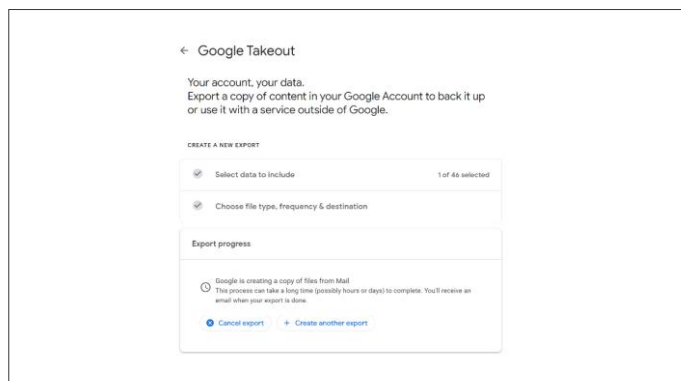 ← Google Takeout
Your account, your data.
Export a copy of content in your Google Account to back it up
or use it with a service outside of Google.
CREATE A NEW EXPORT
Select data to include 1 of 46 selected
Choose file type, frequency & destination
Export progress
Google is creating a copy of files from Mail
This process can take a long time (possibly hours or days) to complete. You'll receive an
email when your export is done.
Cancel export + Create another export